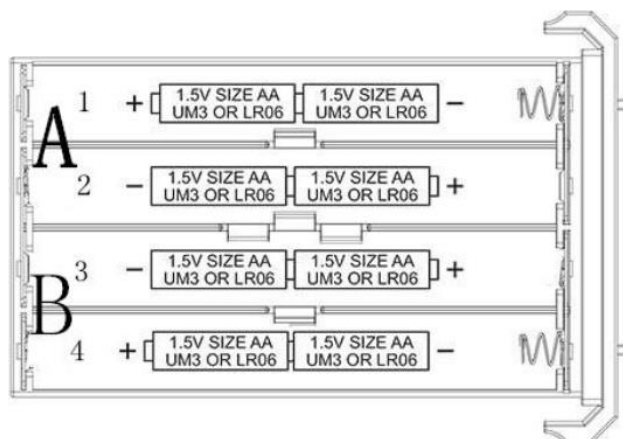 A
1 + 1.5V SIZE AA 1.5V SIZE AA -
UM3 OR LR06 UM3 OR LR06
2 - 1.5V SIZE AA 1.5V SIZE AA +
UM3 OR LR06 UM3 OR LR06
B
3 - 1.5V SIZE AA 1.5V SIZE AA +
UM3 OR LR06 UM3 OR LR06
4 + 1.5V SIZE AA 1.5V SIZE AA -
UM3 OR LR06 UM3 OR LR06